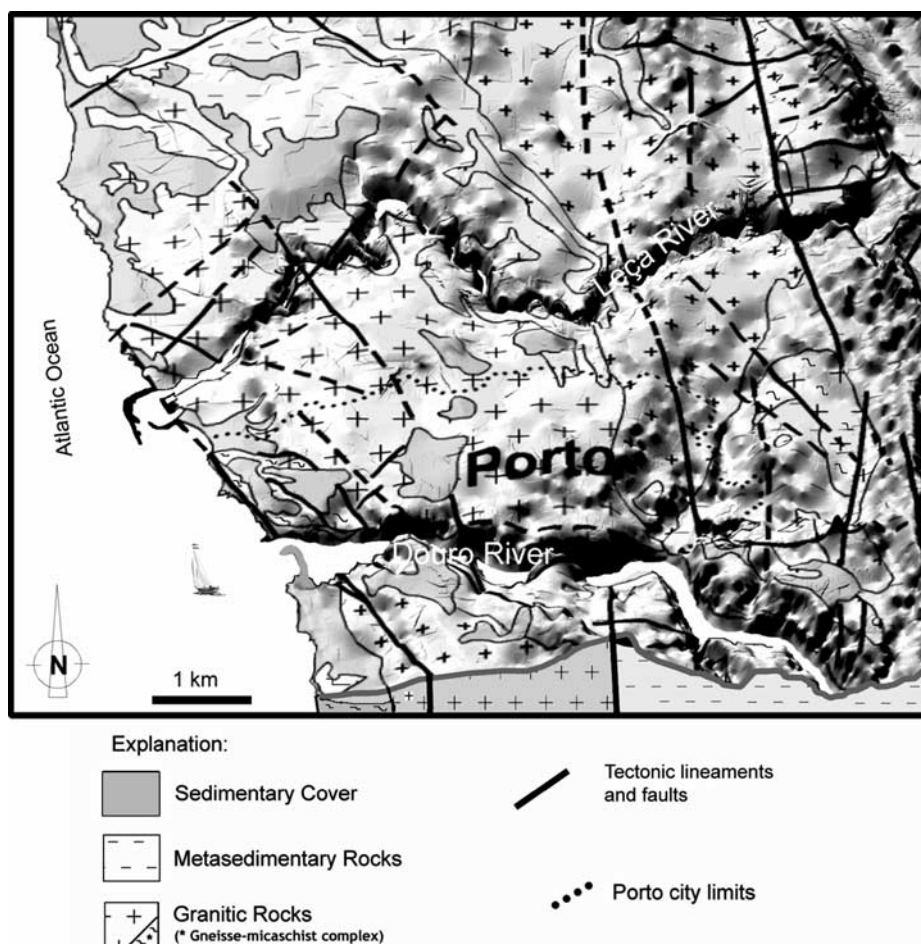 Leça River
Atlantic Ocean
Porto
Douro River
N
1 km
Explanation:
Sedimentary Cover
Tectonic lineaments
and faults
Metasedimentary Rocks
Porto city limits
Granitic Rocks
(* Gneisse-micaschist complex)